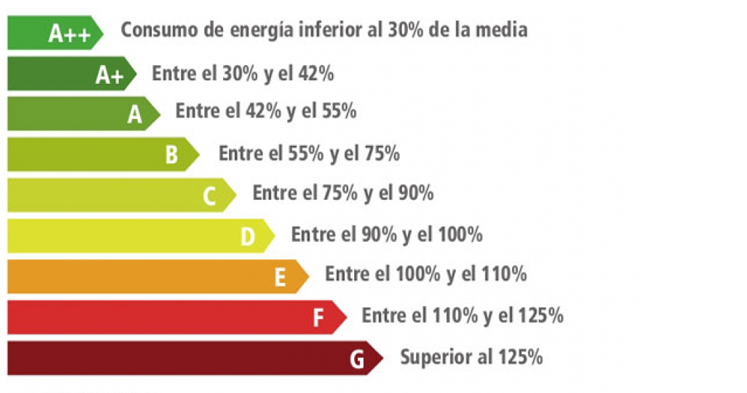 A++ Consumo de energía inferior al 30% de la media
A+ Entre el 30% y el 42%
A Entre el 42% y el 55%
B Entre el 55% y el 75%
C Entre el 75% y el 90%
D Entre el 90% y el 100%
E Entre el 100% y el 110%
F Entre el 110% y el 125%
G Superior al 125%